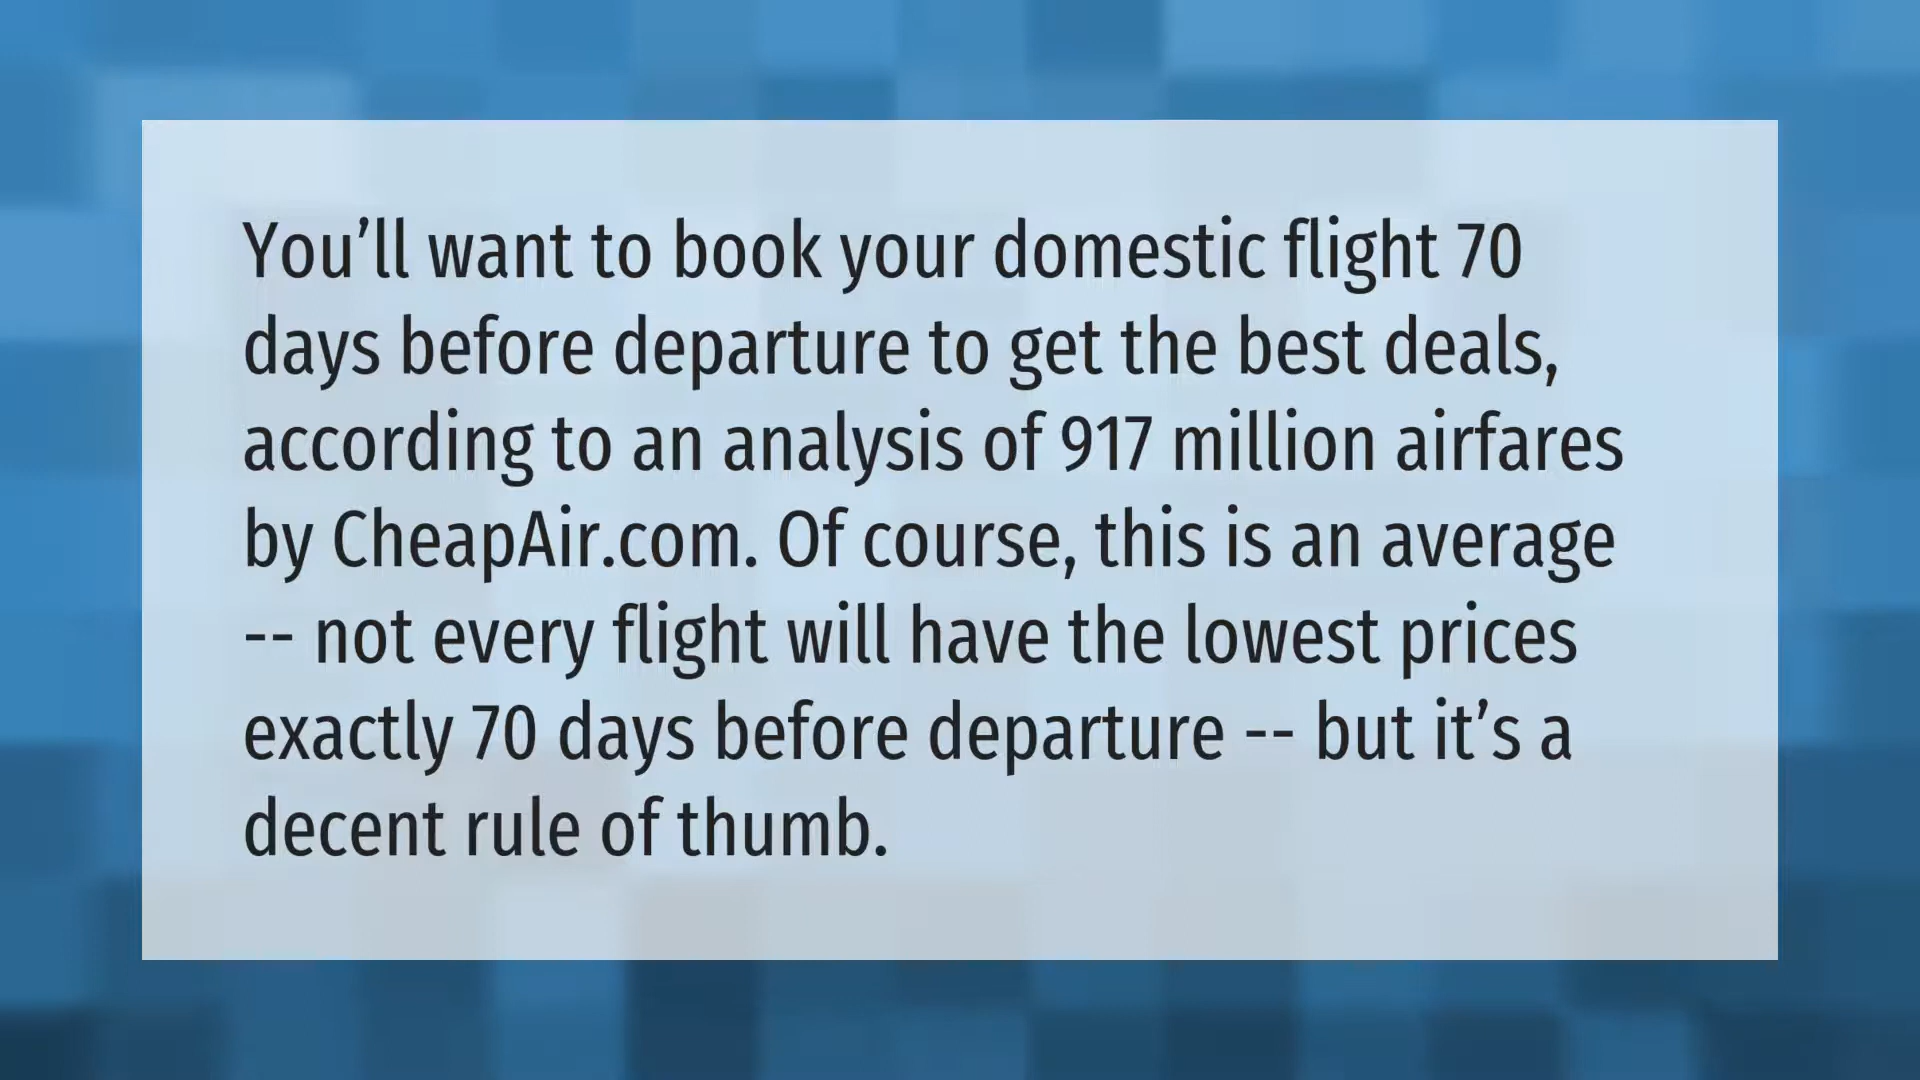 You’ll want to book your domestic flight 70
days before departure to get the best deals,
according to an analysis of 917 million airfares
by CheapAir.com. Of course, this is an average
-- not every flight will have the lowest prices
exactly 70 days before departure -- but it’s a
decent rule of thumb.